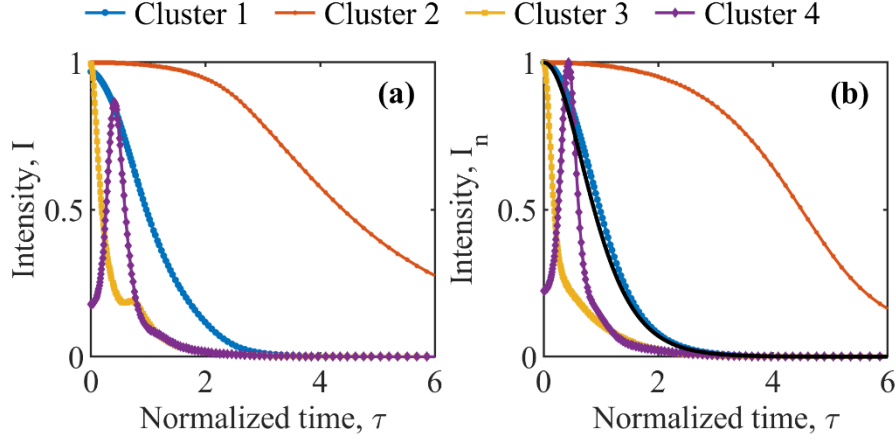 Cluster 1 Cluster 2 Cluster 3 Cluster 4
(a)
1
0.5
0
Intensity, I
0 2 4 6
Normalized time, τ
(b)
1
0.5
0
Intensity, I_n
0 2 4 6
Normalized time, τ